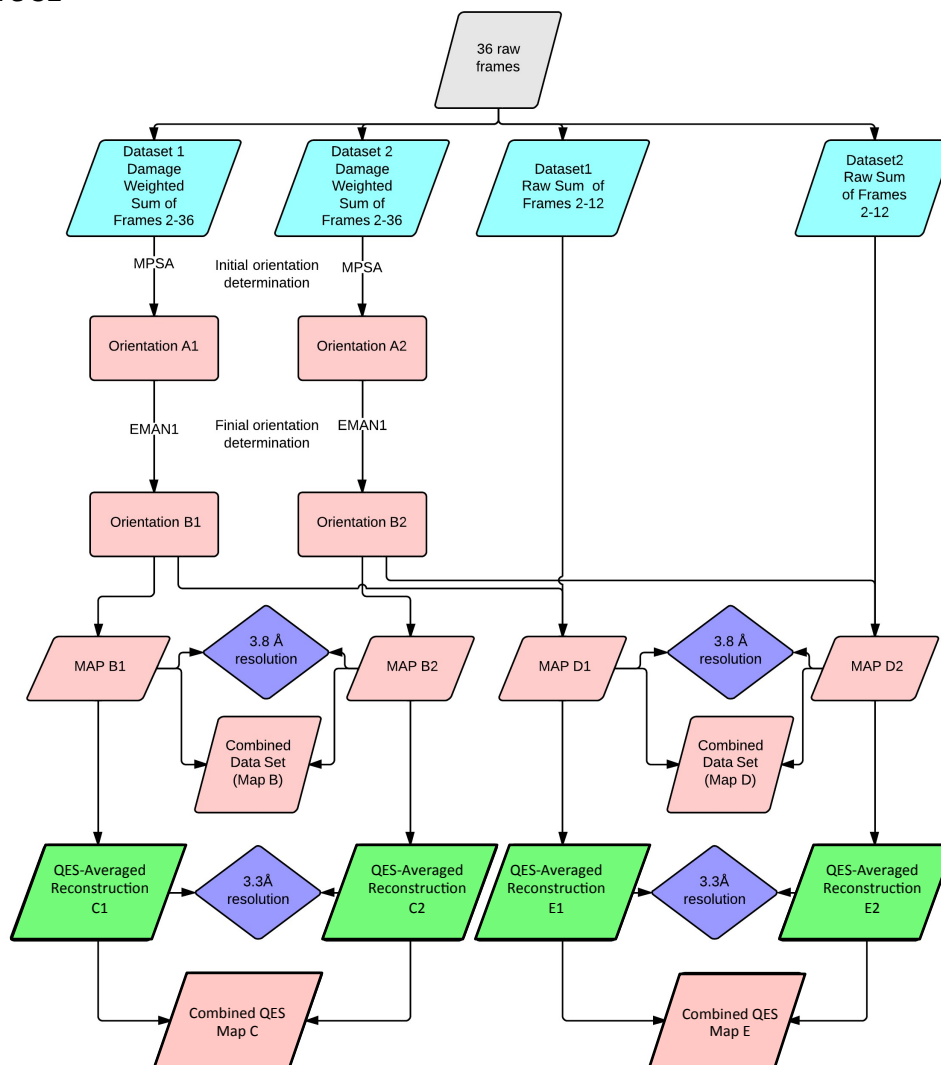 36 raw
frames
Dataset 1
Damage
Weighted
Sum of
Frames 2-36
Dataset 2
Damage
Weighted
Sum of
Frames 2-36
Dataset1
Raw Sum of
Frames 2-12
Dataset2
Raw Sum
of Frames
2-12
MPSA
Initial orientation
determination
MPSA
Orientation A1
Orientation A2
EMAN1
Finial orientation
determination
EMAN1
Orientation B1
Orientation B2
MAP B1
3.8 Å
resolution
MAP B2
MAP D1
3.8 Å
resolution
MAP D2
Combined
Data Set
(Map B)
Combined
Data Set
(Map D)
QES-Averaged
Reconstruction
C1
3.3Å
resolution
QES-Averaged
Reconstruction
C2
QES-Averaged
Reconstruction
E1
3.3Å
resolution
QES-Averaged
Reconstruction
E2
Combined QES
Map C
Combined QES
Map E